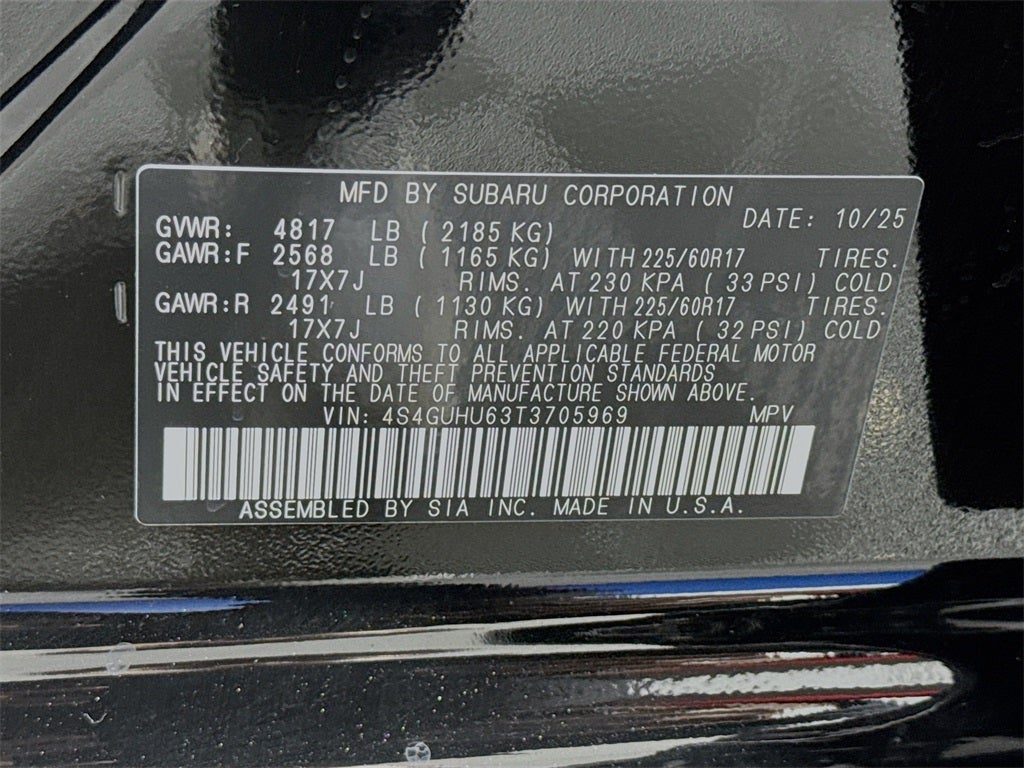 MFD BY SUBARU CORPORATION
DATE: 10/25
GVWR: 4817 LB ( 2185 KG)
GAWR:F 2568 LB ( 1165 KG) WITH 225/60R17 TIRES.
17X7J RIMS. AT 230 KPA ( 33 PSI) COLD
GAWR:R 2491 LB ( 1130 KG) WITH 225/60R17 TIRES.
17X7J RIMS. AT 220 KPA ( 32 PSI) COLD
THIS VEHICLE CONFORMS TO ALL APPLICABLE FEDERAL MOTOR
VEHICLE SAFETY AND THEFT PREVENTION STANDARDS
IN EFFECT ON THE DATE OF MANUFACTURE SHOWN ABOVE.
VIN: 4S4GUHU63T3705969 MPV
ASSEMBLED BY SIA INC. MADE IN U.S.A.